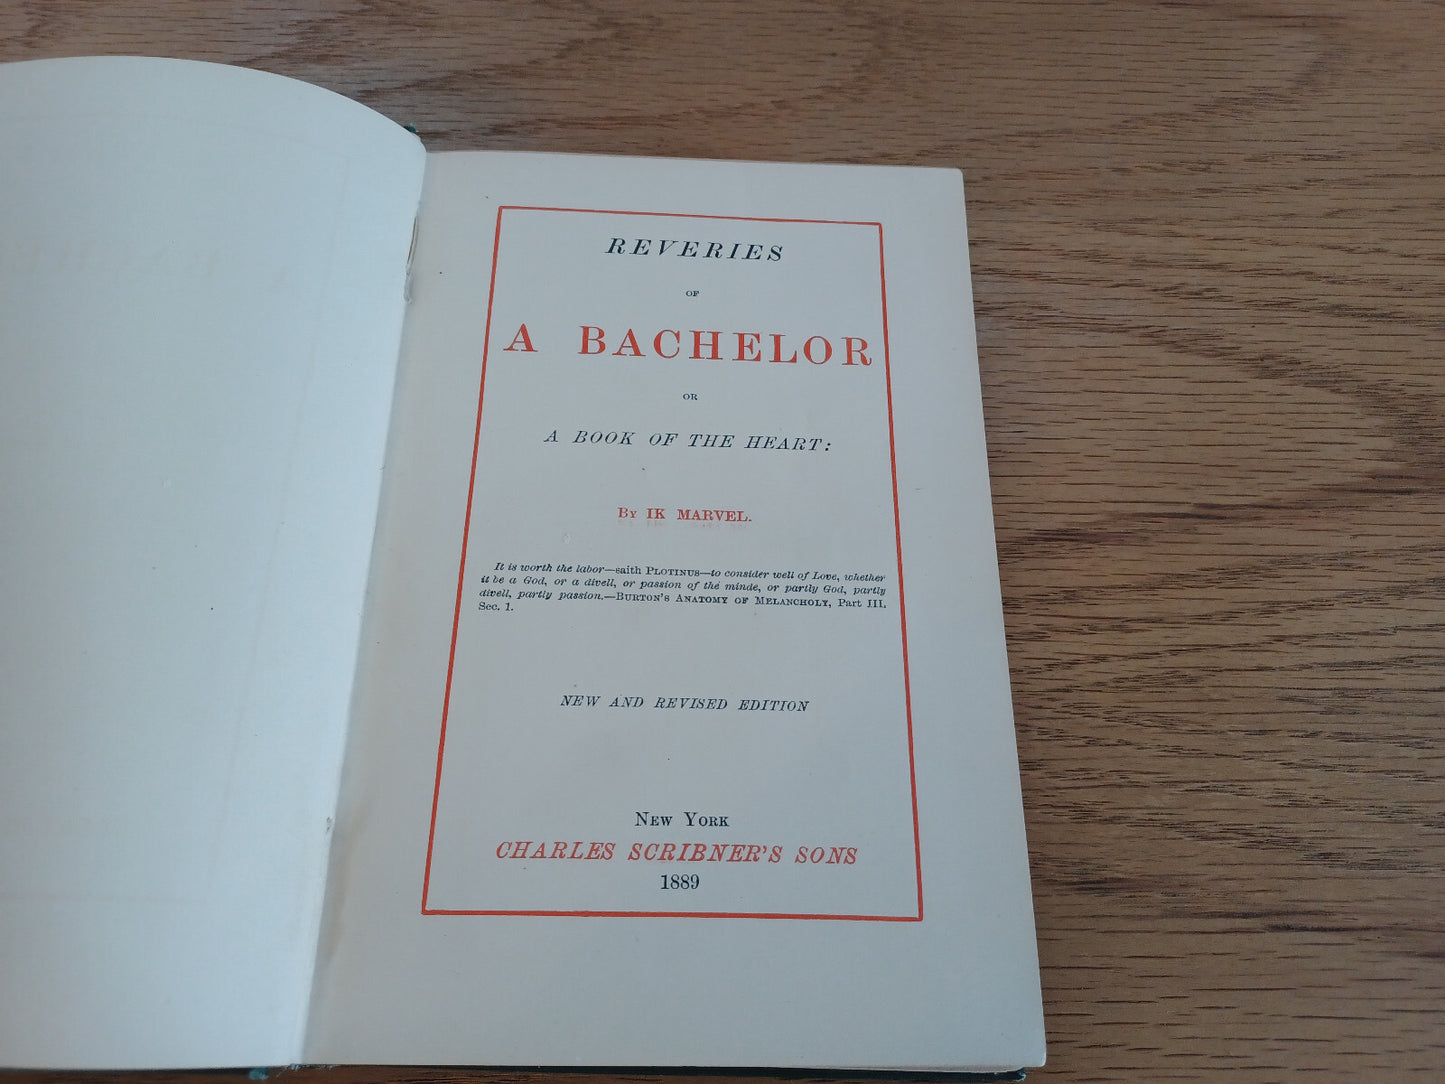 REVERIES
OF
A BACHELOR
OR
A BOOK OF THE HEART:
By IK MARVEL.
It is worth the labor—saith PLOTINUS—to consider well of Love, whether
it be a God, or a divell, or passion of the minde, or partly God, partly
divell, partly passion.—BURTON'S ANATOMY OF MELANCHOLY, Part III.
Sec. 1.
NEW AND REVISED EDITION
NEW YORK
CHARLES SCRIBNER'S SONS
1889